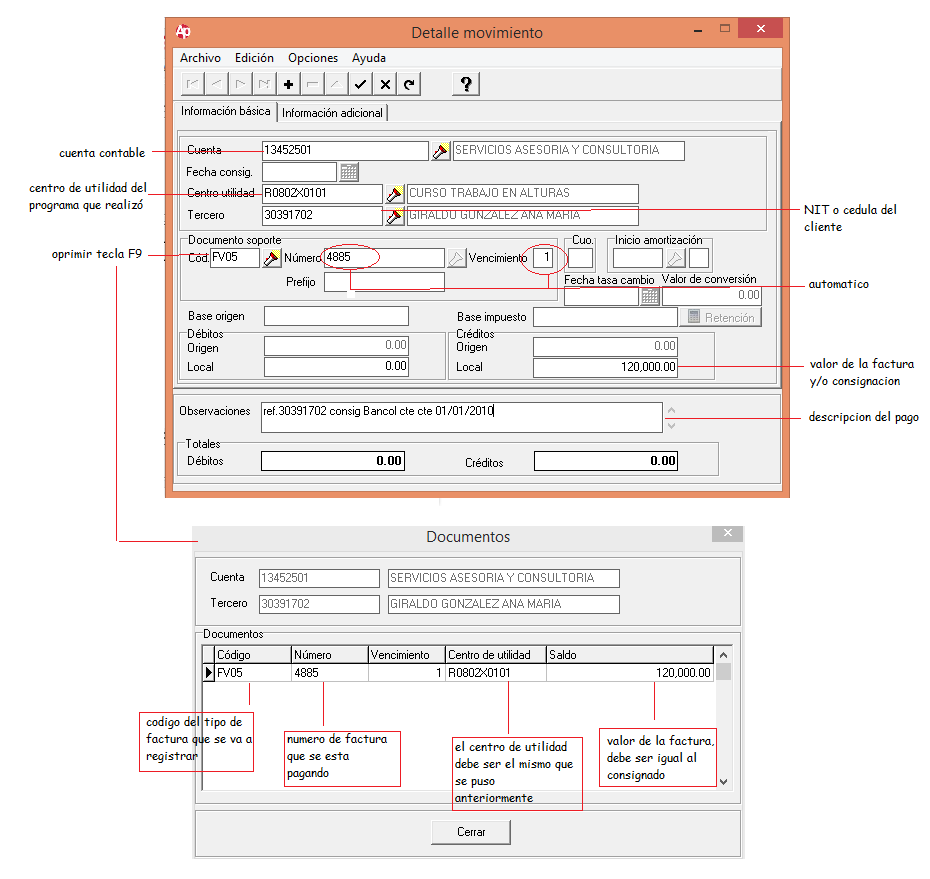 Ap Detalle movimiento
Archivo Edición Opciones Ayuda
?
Información básica Información adicional
cuenta contable
Cuenta 13452501 SERVICIOS ASESORIA Y CONSULTORIA
Fecha consig.
centro de utilidad del
programa que realizó
Centro utilidad R080ZX0101 CURSO TRABAJO EN ALTURAS
Tercero 30391702 GIRALDO GONZALEZ ANA MARIA
NIT o cedula del
cliente
Documento soporte Cuo. Inicio amortización
oprimir tecla F9
Cód. FV05 Número 4885 Vencimiento 1
Prefijo Fecha tasa cambio Valor de conversión
automatico
0.00
Base origen Base impuesto Retención
Débitos Créditos
Origen 0.00 Origen 0.00
Local 0.00 Local 120,000.00
valor de la factura
y/o consignacion
Observaciones ref.30391702 consig Bancol cte cte 01/01/2010
descripcion del pago
Totales
Débitos 0.00 Créditos 0.00
Documentos
Cuenta 13452501 SERVICIOS ASESORIA Y CONSULTORIA
Tercero 30391702 GIRALDO GONZALEZ ANA MARIA
Documentos
Código Número Vencimiento Centro de utilidad Saldo
FV05 4885 1 R080ZX0101 120,000.00
codigo del tipo de
factura que se va a
registrar
numero de factura
que se esta
pagando
el centro de utilidad
debe ser el mismo que
se puso
anteriormente
valor de la factura,
debe ser igual al
consignado
Cerrar